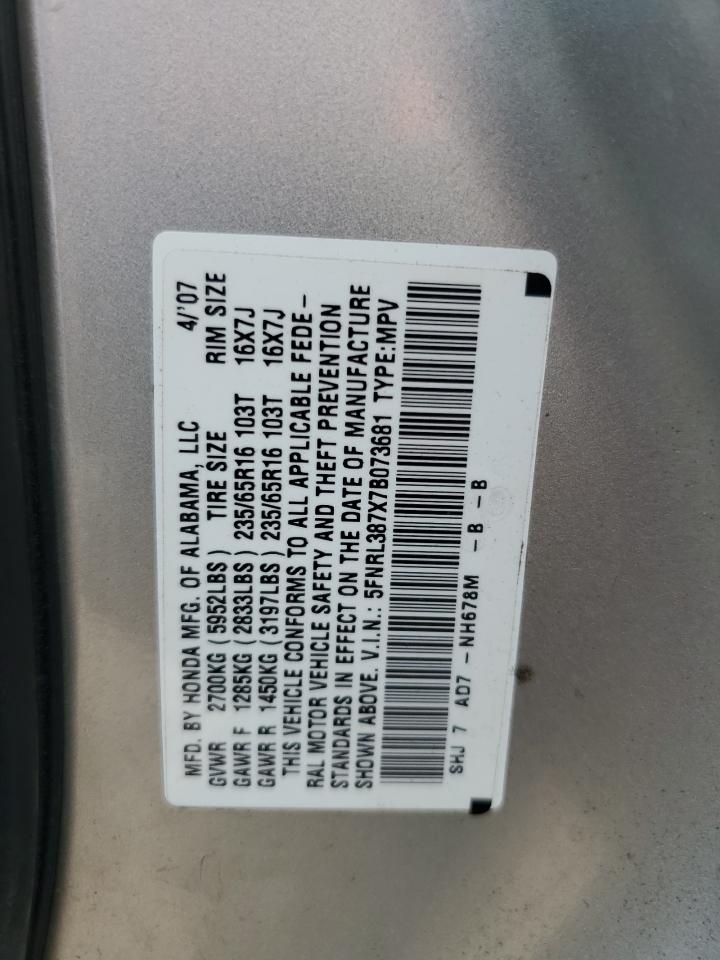 MFD. BY HONDA MFG. OF ALABAMA, LLC 4/'07
GVWR 2700KG ( 5952LBS ) TIRE SIZE RIM SIZE
GAWR F 1285KG ( 2833LBS ) 235/65R16 103T 16X7J
GAWR R 1450KG ( 3197LBS ) 235/65R16 103T 16X7J
THIS VEHICLE CONFORMS TO ALL APPLICABLE FEDE-
RAL MOTOR VEHICLE SAFETY AND THEFT PREVENTION
STANDARDS IN EFFECT ON THE DATE OF MANUFACTURE
SHOWN ABOVE. V.I.N.: 5FNRL387X7B073681 TYPE:MPV
SHJ 7 AD7 -NH678M -B -B